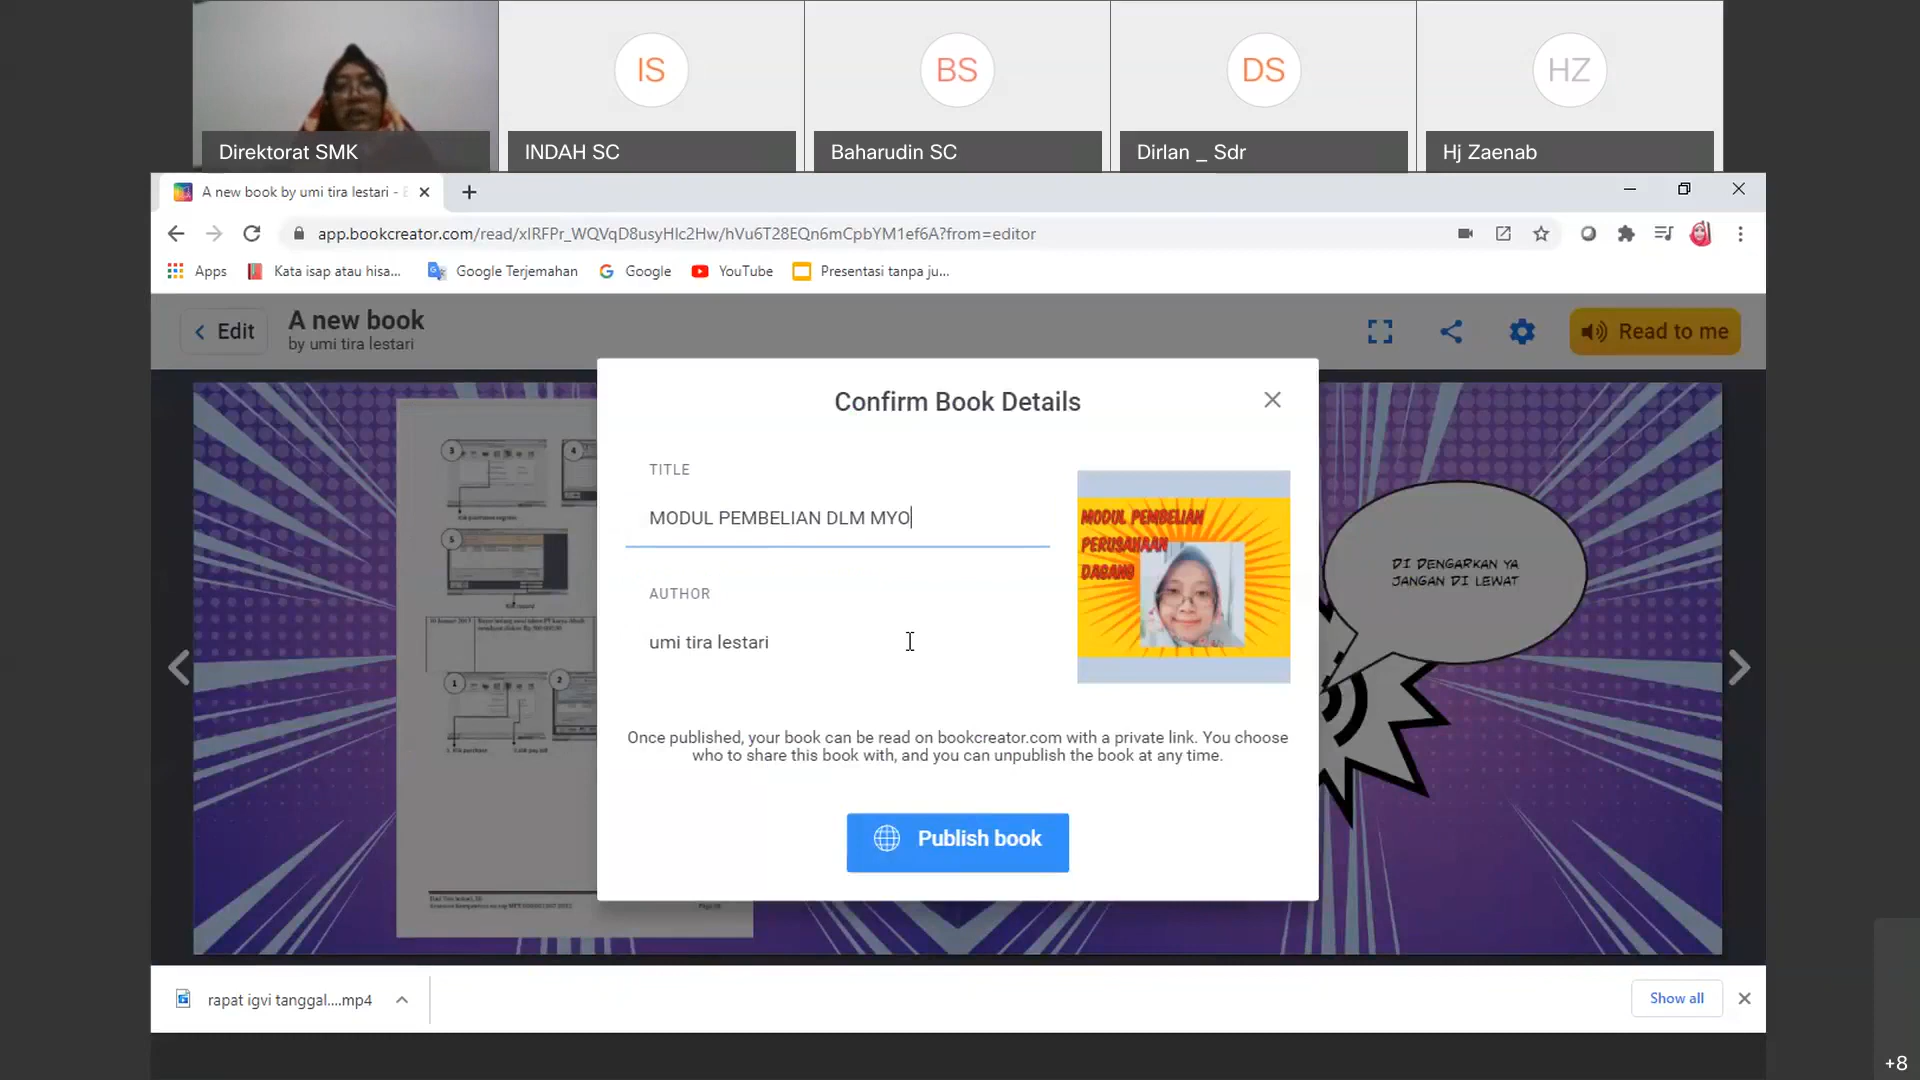 IS
BS
DS
HZ
Direktorat SMK
INDAH SC
Baharudin SC
Dirlan _ Sdr
Hj Zaenab
A new book by umi tira lestari -
app.bookcreator.com/read/xIRFPr_WQVqD8usyHlc2Hw/hVu6T28EQn6mCpbYM1ef6A?from=editor
Apps
Kata isap atau hisa...
Google Terjemahan
Google
YouTube
Presentasi tanpa ju...
Edit
A new book
by umi tira lestari
Read to me
Confirm Book Details
TITLE
MODUL PEMBELIAN DLM MYO
AUTHOR
umi tira lestari
MODUL PEMBELIAN
PERUSAHAAN
DAGANG
Once published, your book can be read on bookcreator.com with a private link. You choose
who to share this book with, and you can unpublish the book at any time.
Publish book
3
4
5
1
2
DI DENGARKAN YA
JANGAN DI LEWAT
rapat igvi tanggal....mp4
Show all
+8